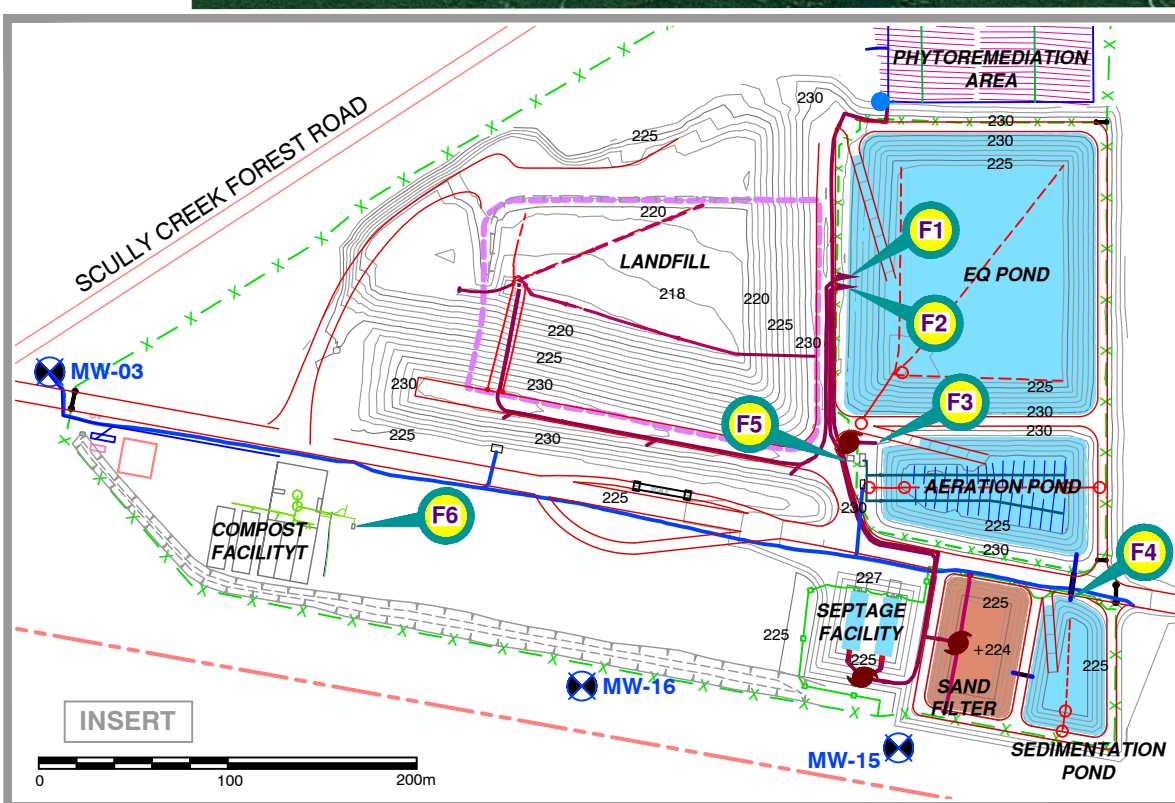 PHYTOREMEDIATION
AREA
230
230
230
225
225
SCULLY CREEK FOREST ROAD
220
F1
LANDFILL
EQ POND
218
220
F2
225
220
230
225
MW-03
230
230
225
F3
230
F5
230
225
230
AERATION POND
225
230
F6
225
COMPOST
FACILITYT
230
F4
227
225
SEPTAGE
FACILITY
225
225
+224
225
MW-16
SAND
FILTER
INSERT
MW-15
SEDIMENTATION
POND
0
100
200m